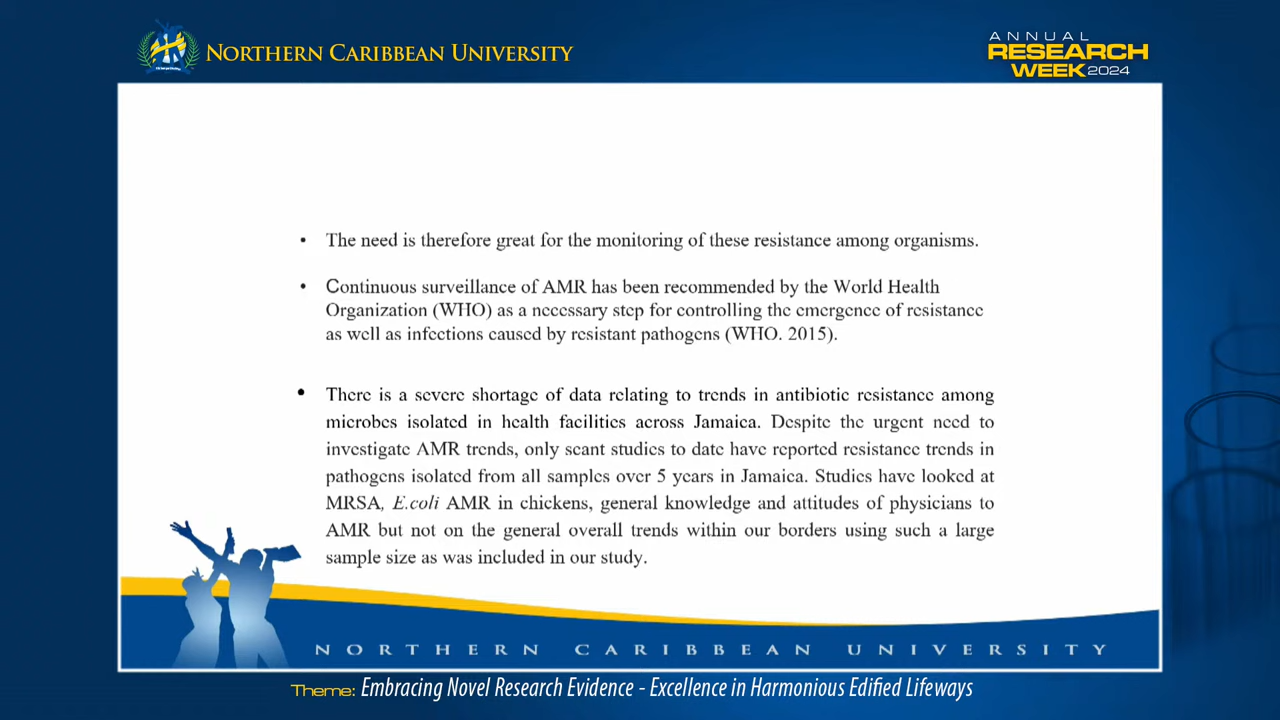 NORTHERN CARIBBEAN UNIVERSITY
ANNUAL
RESEARCH
WEEK 2024
• The need is therefore great for the monitoring of these resistance among organisms.
• Continuous surveillance of AMR has been recommended by the World Health
Organization (WHO) as a necessary step for controlling the emergence of resistance
as well as infections caused by resistant pathogens (WHO. 2015).
• There is a severe shortage of data relating to trends in antibiotic resistance among
microbes isolated in health facilities across Jamaica. Despite the urgent need to
investigate AMR trends, only scant studies to date have reported resistance trends in
pathogens isolated from all samples over 5 years in Jamaica. Studies have looked at
MRSA, E.coli AMR in chickens, general knowledge and attitudes of physicians to
AMR but not on the general overall trends within our borders using such a large
sample size as was included in our study.
NORTHERN CARIBBEAN UNIVERSITY
Theme: Embracing Novel Research Evidence - Excellence in Harmonious Edified Lifeways